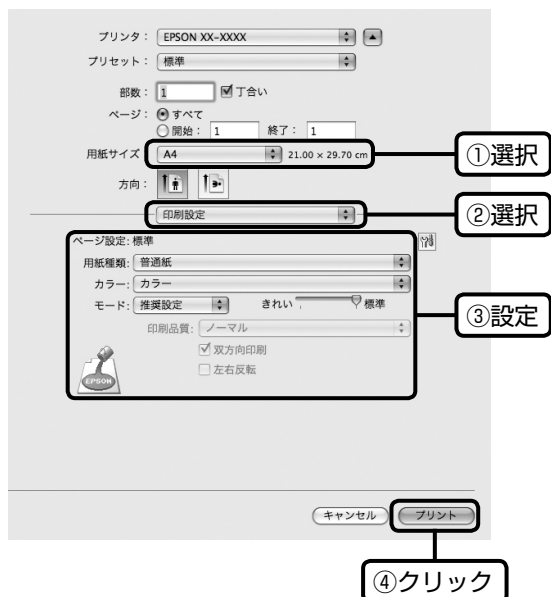 プリンタ： EPSON XX-XXXX
プリセット： 標準
部数： 1 丁合い
ページ： すべて
開始： 1 終了： 1
用紙サイズ A4 21.00 × 29.70 cm
①選択
方向：
印刷設定
②選択
ページ設定: 標準
用紙種類: 普通紙
カラー: カラー
モード: 推奨設定 きれい 標準
③設定
印刷品質: ノーマル
双方向印刷
左右反転
EPSON
キャンセル プリント
④クリック